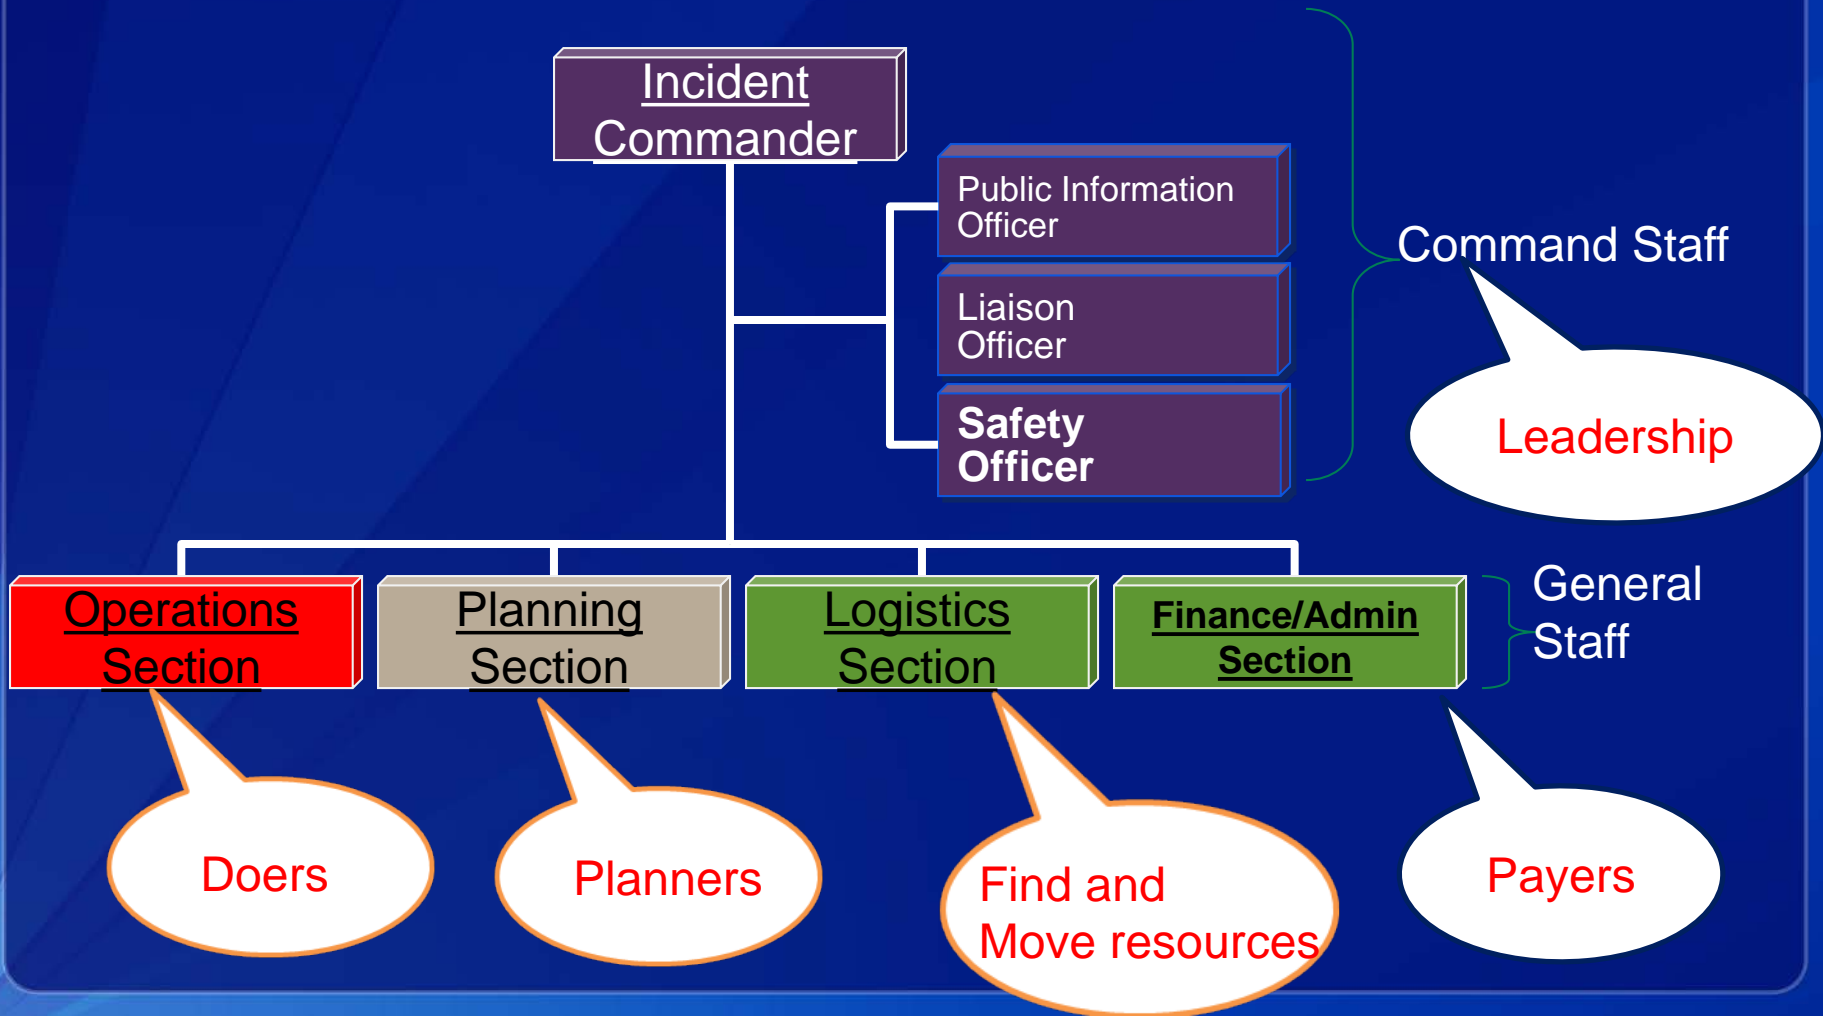 Incident
Commander
Public Information
Officer
Liaison
Officer
Safety
Officer
Command Staff
Leadership
Operations
Section
Planning
Section
Logistics
Section
Finance/Admin
Section
General
Staff
Doers
Planners
Find and
Move resources
Payers